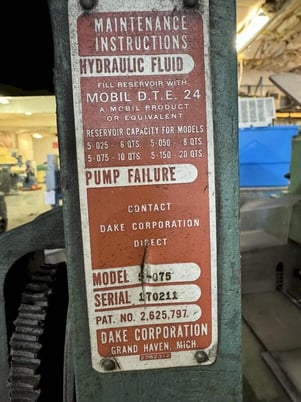 MAINTENANCE
INSTRUCTIONS
HYDRAULIC FLUID
FILL RESERVOIR WITH
MOBIL D.T.E. 24
A MOBIL PRODUCT
OR EQUIVALENT
RESERVOIR CAPACITY FOR MODELS
5-025 - 6 QTS. 5-050 - 8 QTS.
5-075 - 10 QTS. 5-150 - 20 QTS.
PUMP FAILURE
CONTACT
DAKE CORPORATION
DIRECT
MODEL 5-075
SERIAL 170211
PAT. NO. 2,625,797
DAKE CORPORATION
GRAND HAVEN, MICH.